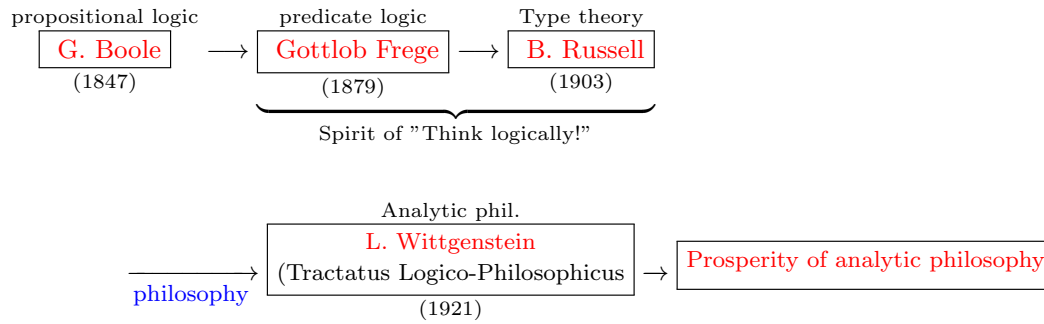 propositional logic predicate logic Type theory
G. Boole → Gottlob Frege → B. Russell
(1847) (1879) (1903)
Spirit of ”Think logically!”
Analytic phil.
L. Wittgenstein
(Tractatus Logico-Philosophicus → Prosperity of analytic philosophy
philosophy
(1921)